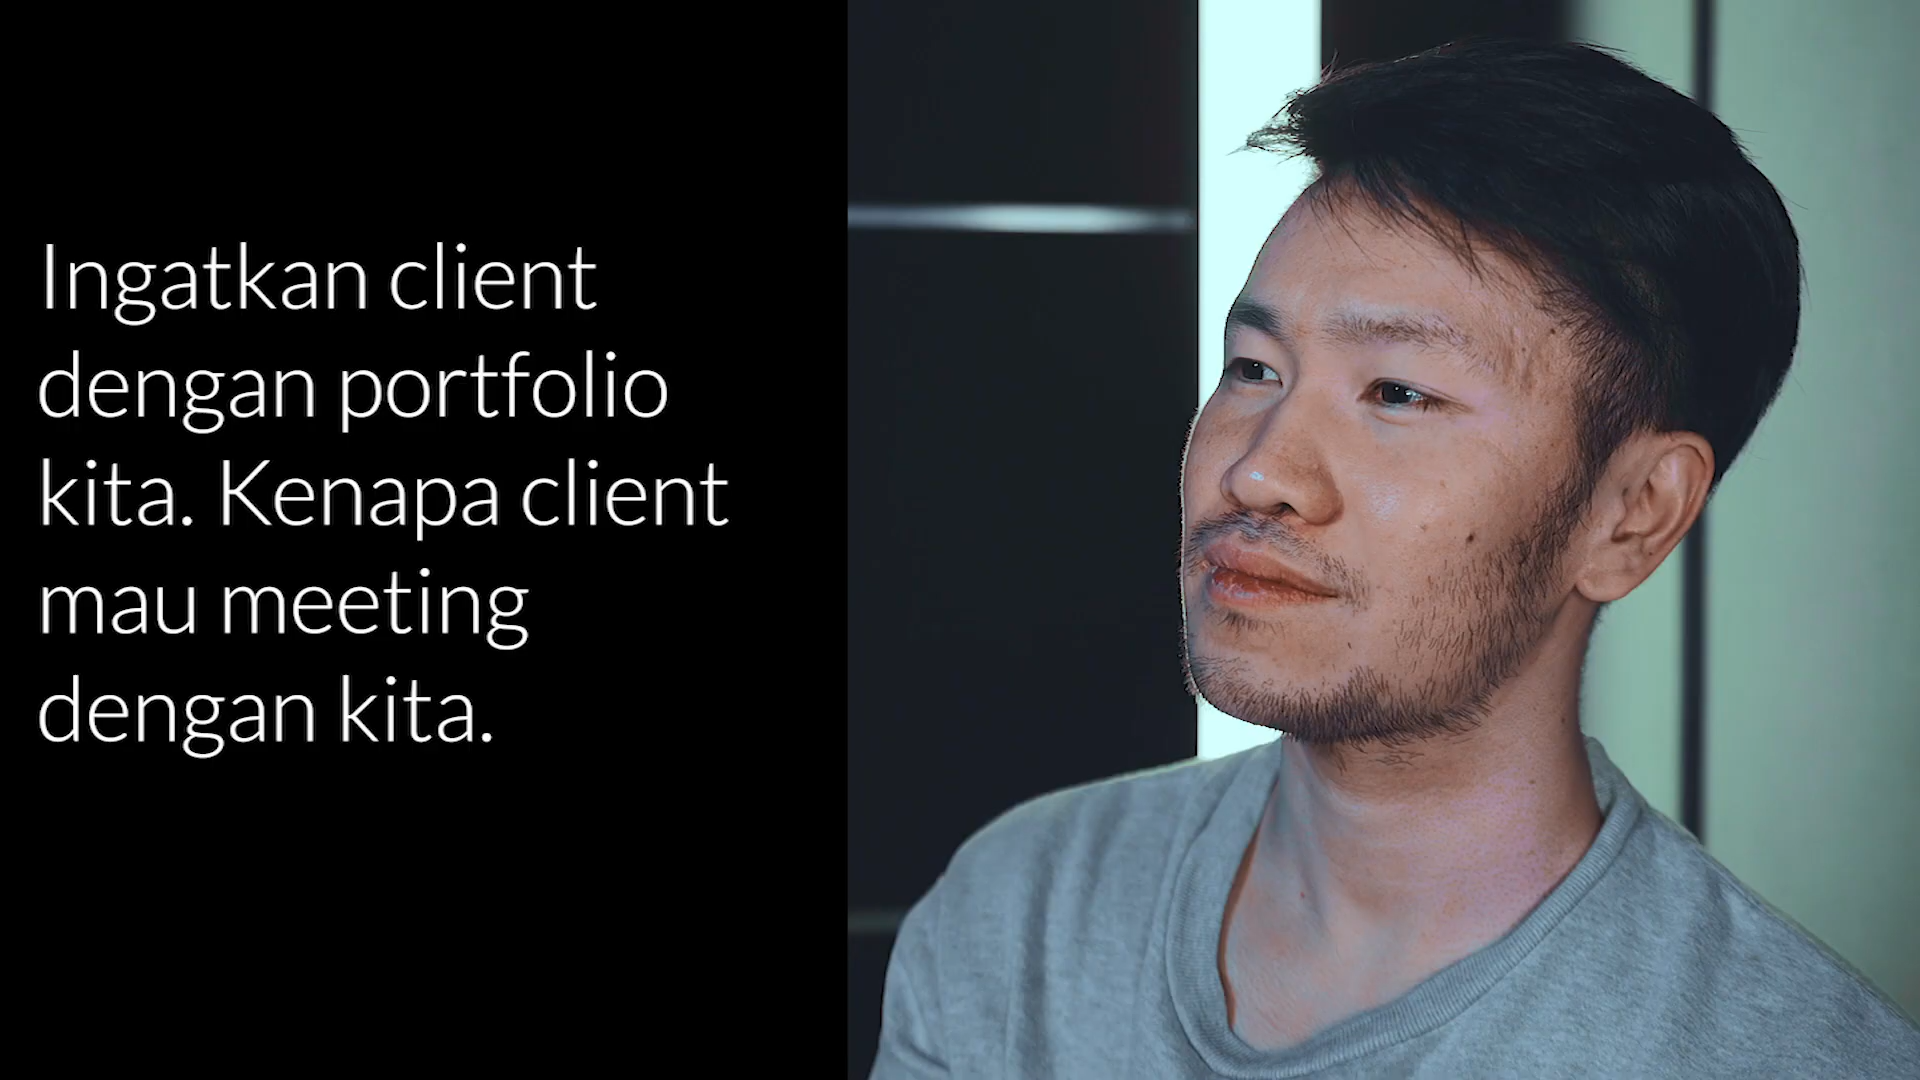 Ingatkan client
dengan portfolio
kita. Kenapa client
mau meeting
dengan kita.